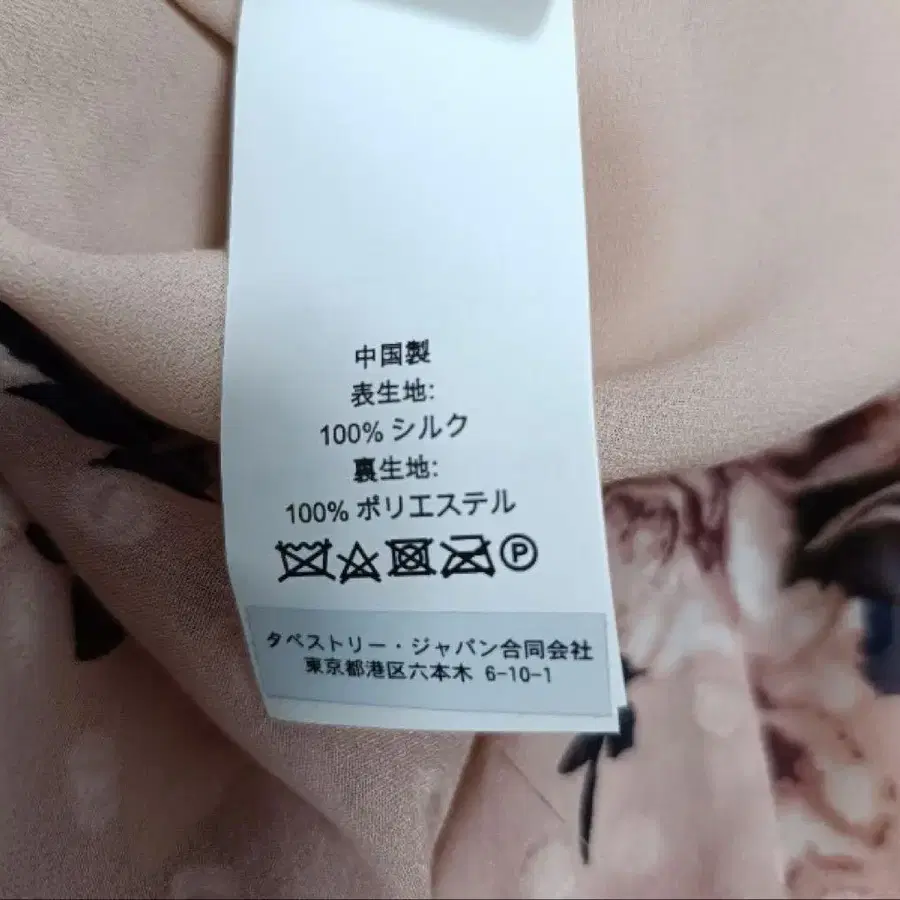 中国製
表生地:
100% シルク
裏生地:
100% ポリエステル
P
タペストリー・ジャパン合同会社
東京都港区六本木 6-10-1